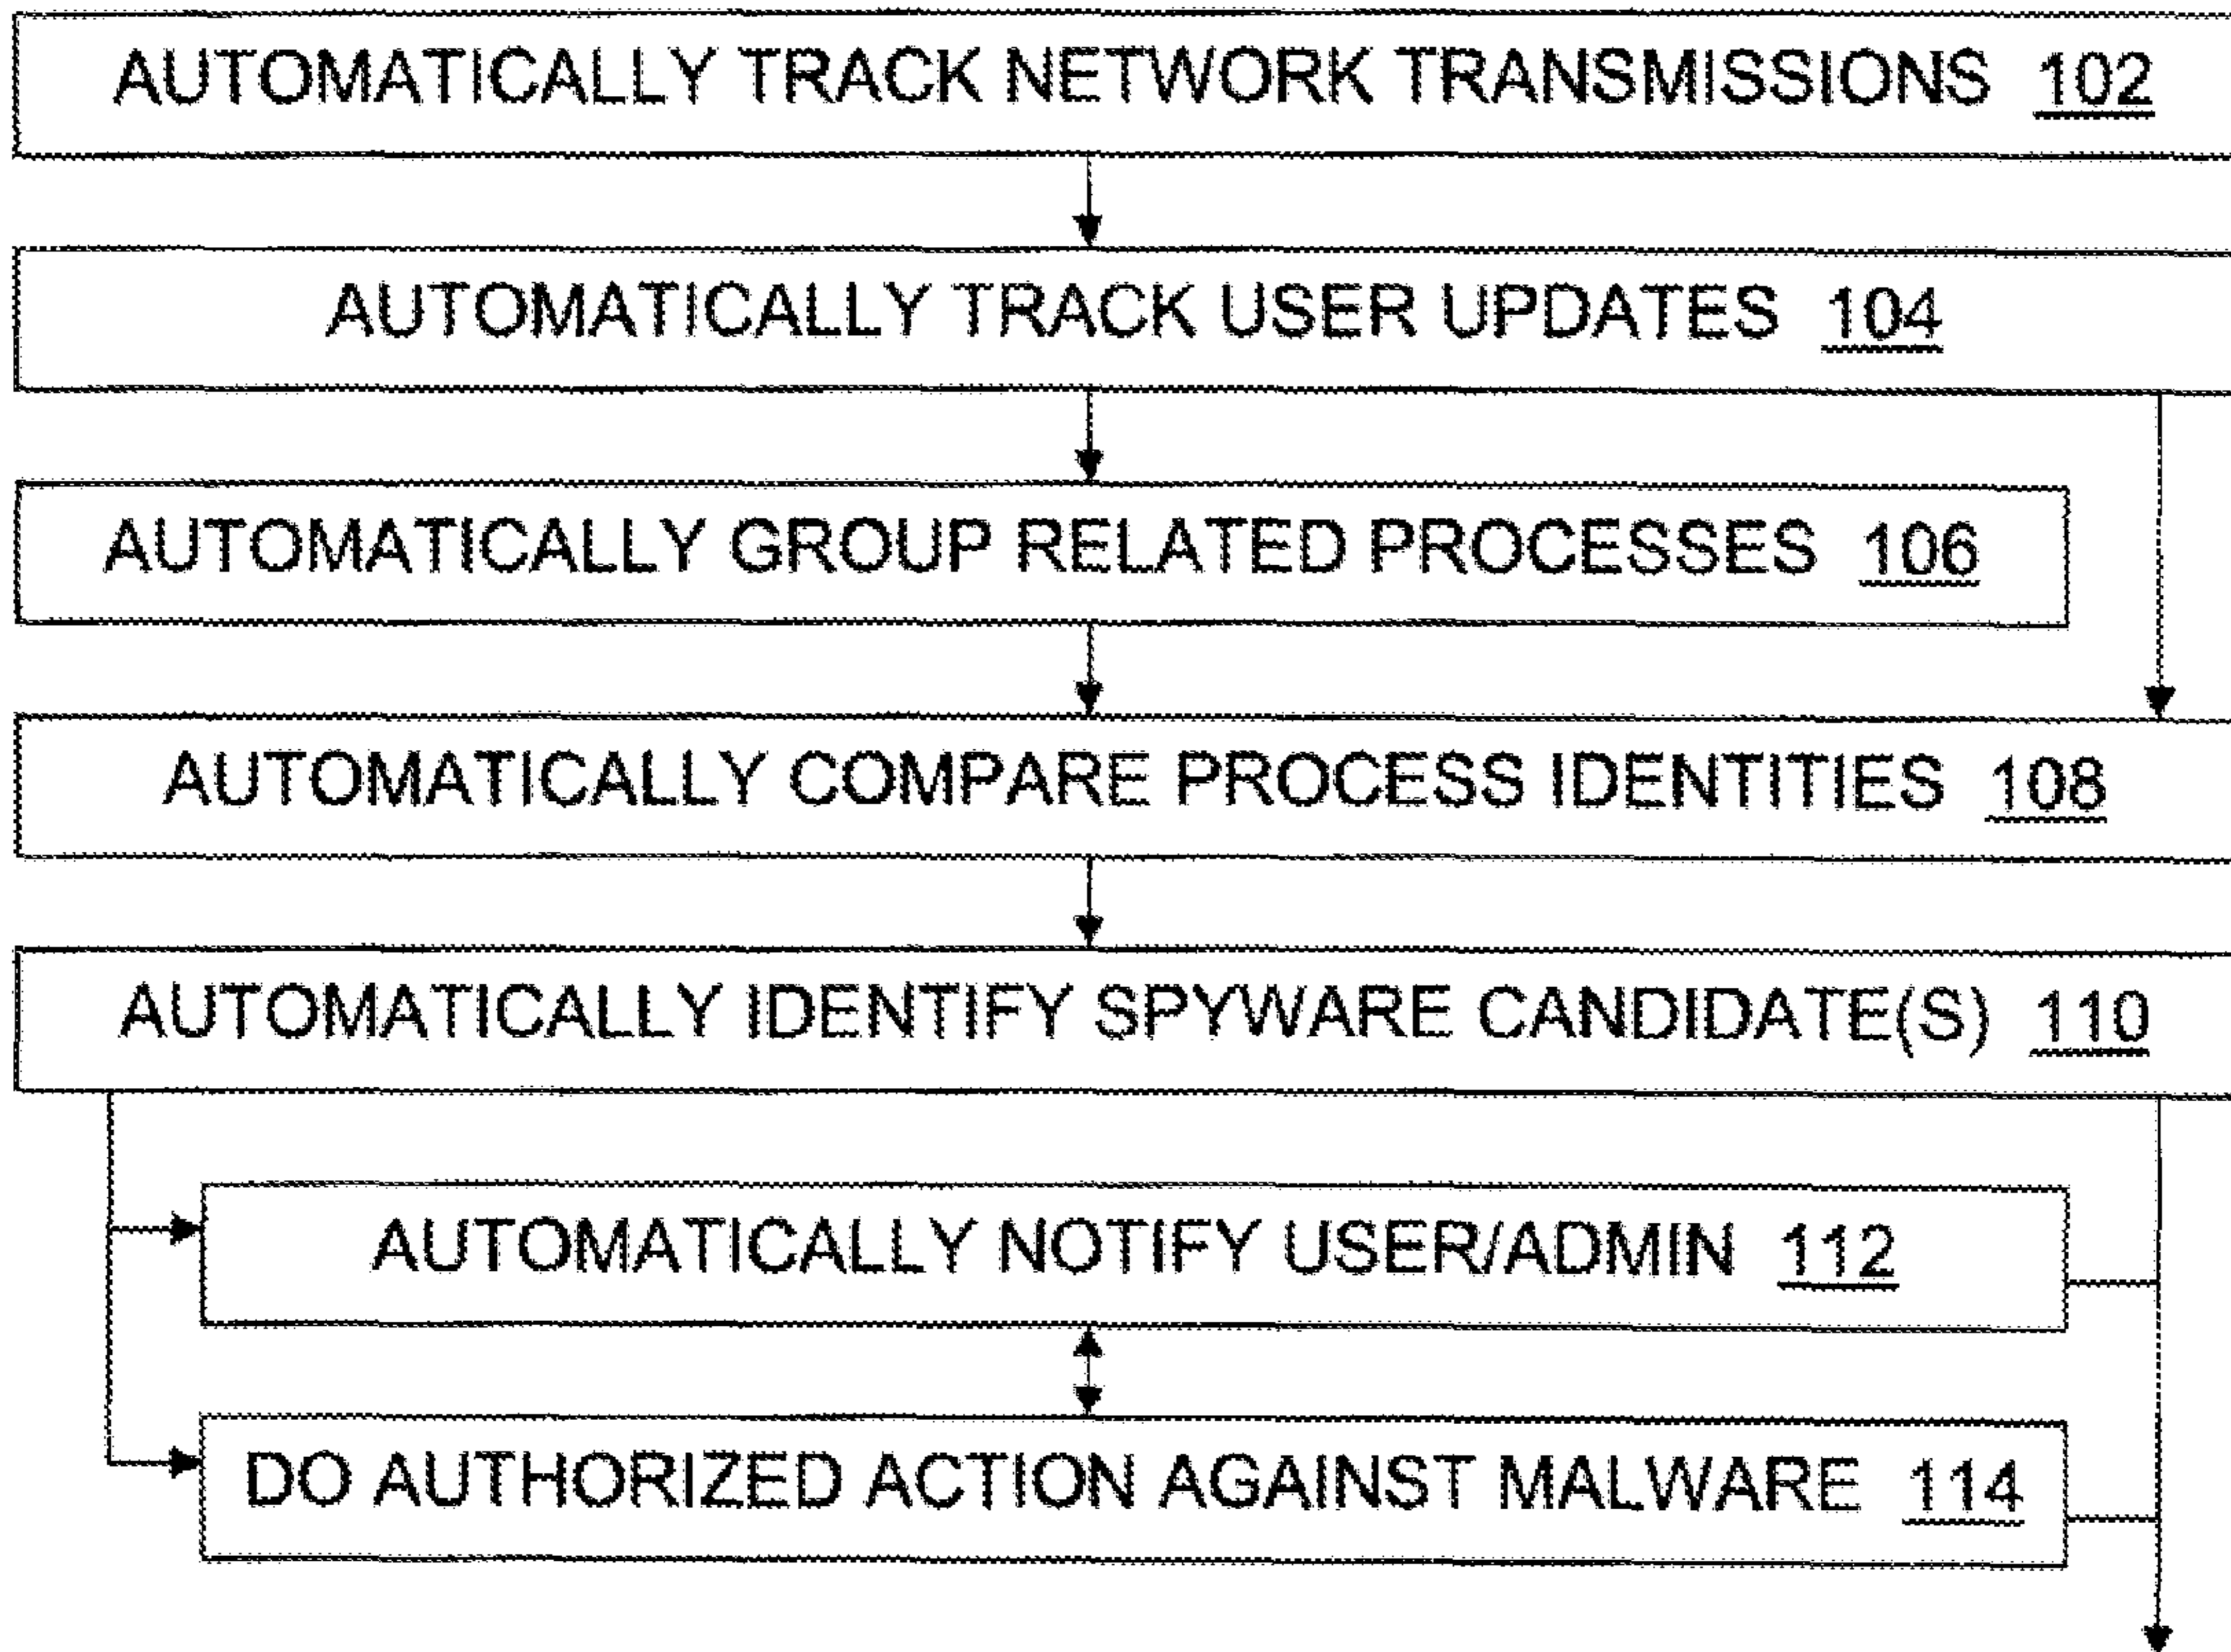 AUTOMATICALLY TRACK NETWORK TRANSMISSIONS 102
AUTOMATICALLY TRACK USER UPDATES 104
AUTOMATICALLY GROUP RELATED PROCESSES 106
AUTOMATICALLY COMPARE PROCESS IDENTITIES 108
AUTOMATICALLY IDENTIFY SPYWARE CANDIDATE(S) 110
AUTOMATICALLY NOTIFY USER/ADMIN 112
DO AUTHORIZED ACTION AGAINST MALWARE 114